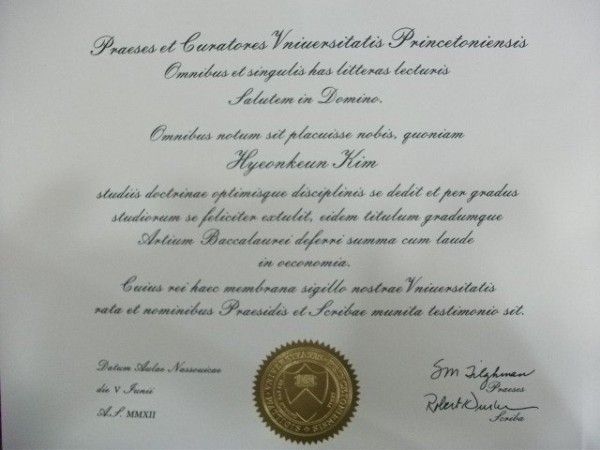 Praeses et Curatores Vniuersitatis Princetoniensis
Omnibus et singulis has litteras lecturis
Salutem in Domino.
Omnibus notum sit placuisse nobis, quoniam
Hyeonkeun Kim
studiis doctrinae optimisque disciplinis se dedit et per gradus
studiorum se feliciter extulit, eidem titulum gradumque
Artium Baccalaurei deferri summa cum laude
in oeconomia.
Cuius rei haec membrana sigillo nostrae Vniuersitatis
rata et nominibus Praesidis et Scribae munita testimonio sit.
Datum Aulae Nassouicae
die V Iunii
A.S. MMXII
SM Tilghman
Praeses
Robert K
Scriba